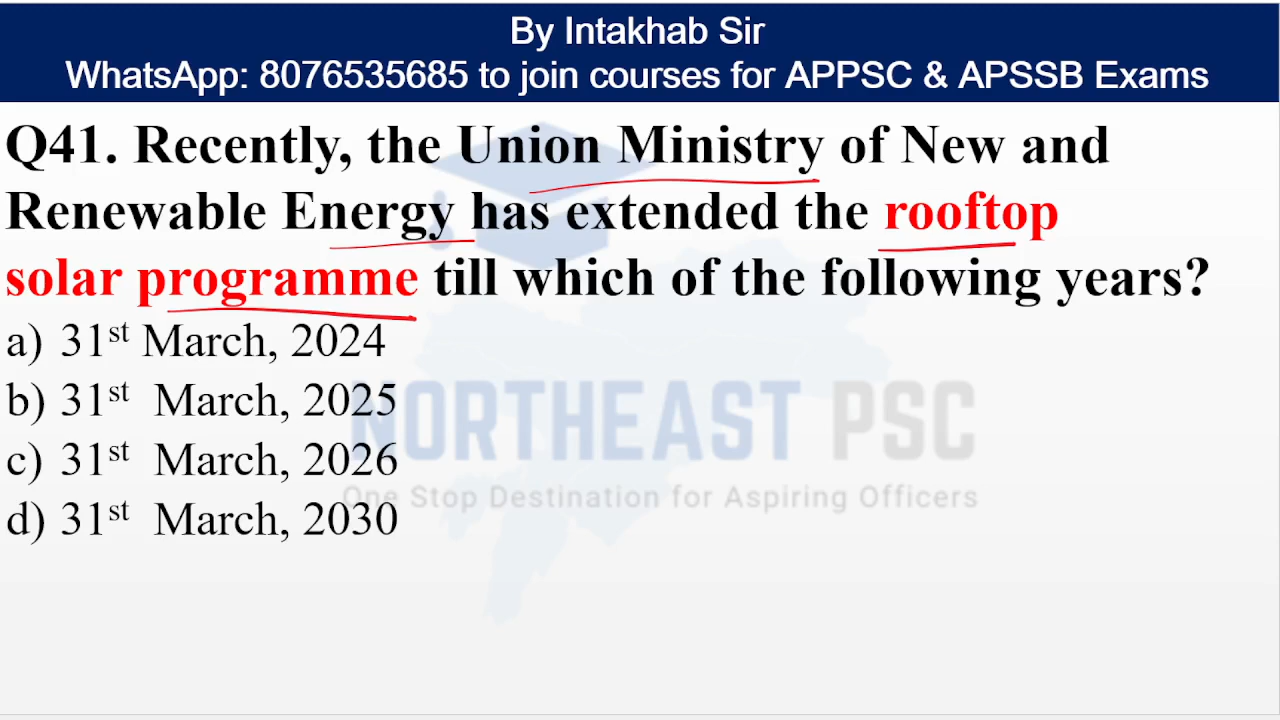 By Intakhab Sir
WhatsApp: 8076535685 to join courses for APPSC & APSSB Exams
Q41. Recently, the Union Ministry of New and
Renewable Energy has extended the rooftop
solar programme till which of the following years?
a) 31st March, 2024
b) 31st March, 2025
c) 31st March, 2026
d) 31st March, 2030
NORTHEAST PSC
One Stop Destination for Aspiring Officers